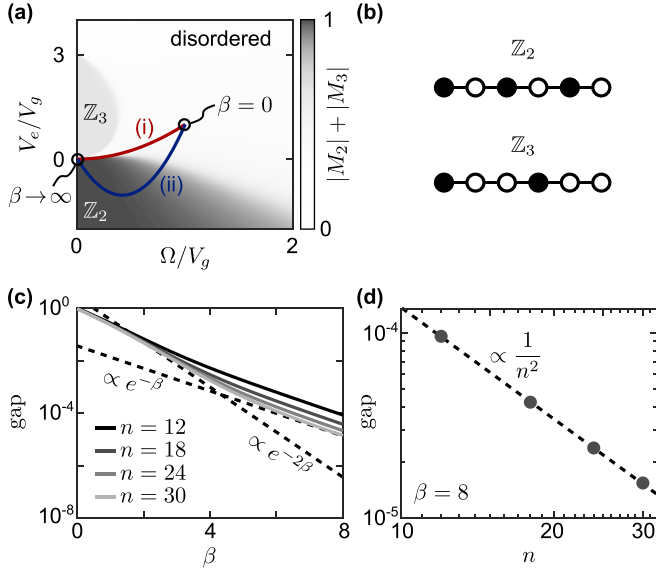 (a)
disordered
3
0
V_e/V_g
ℤ₃
(i)
(ii)
β = 0
β → ∞
ℤ₂
0
2
Ω/V_g
1
0
|M₂| + |M₃|
(b)
ℤ₂
ℤ₃
(c)
10⁰
10⁻⁴
10⁻⁸
gap
∝ e^{-β}
∝ e^{-2β}
n = 12
n = 18
n = 24
n = 30
0
4
8
β
(d)
10⁻⁴
10⁻⁵
gap
∝ 1/n²
β = 8
10
20
30
n